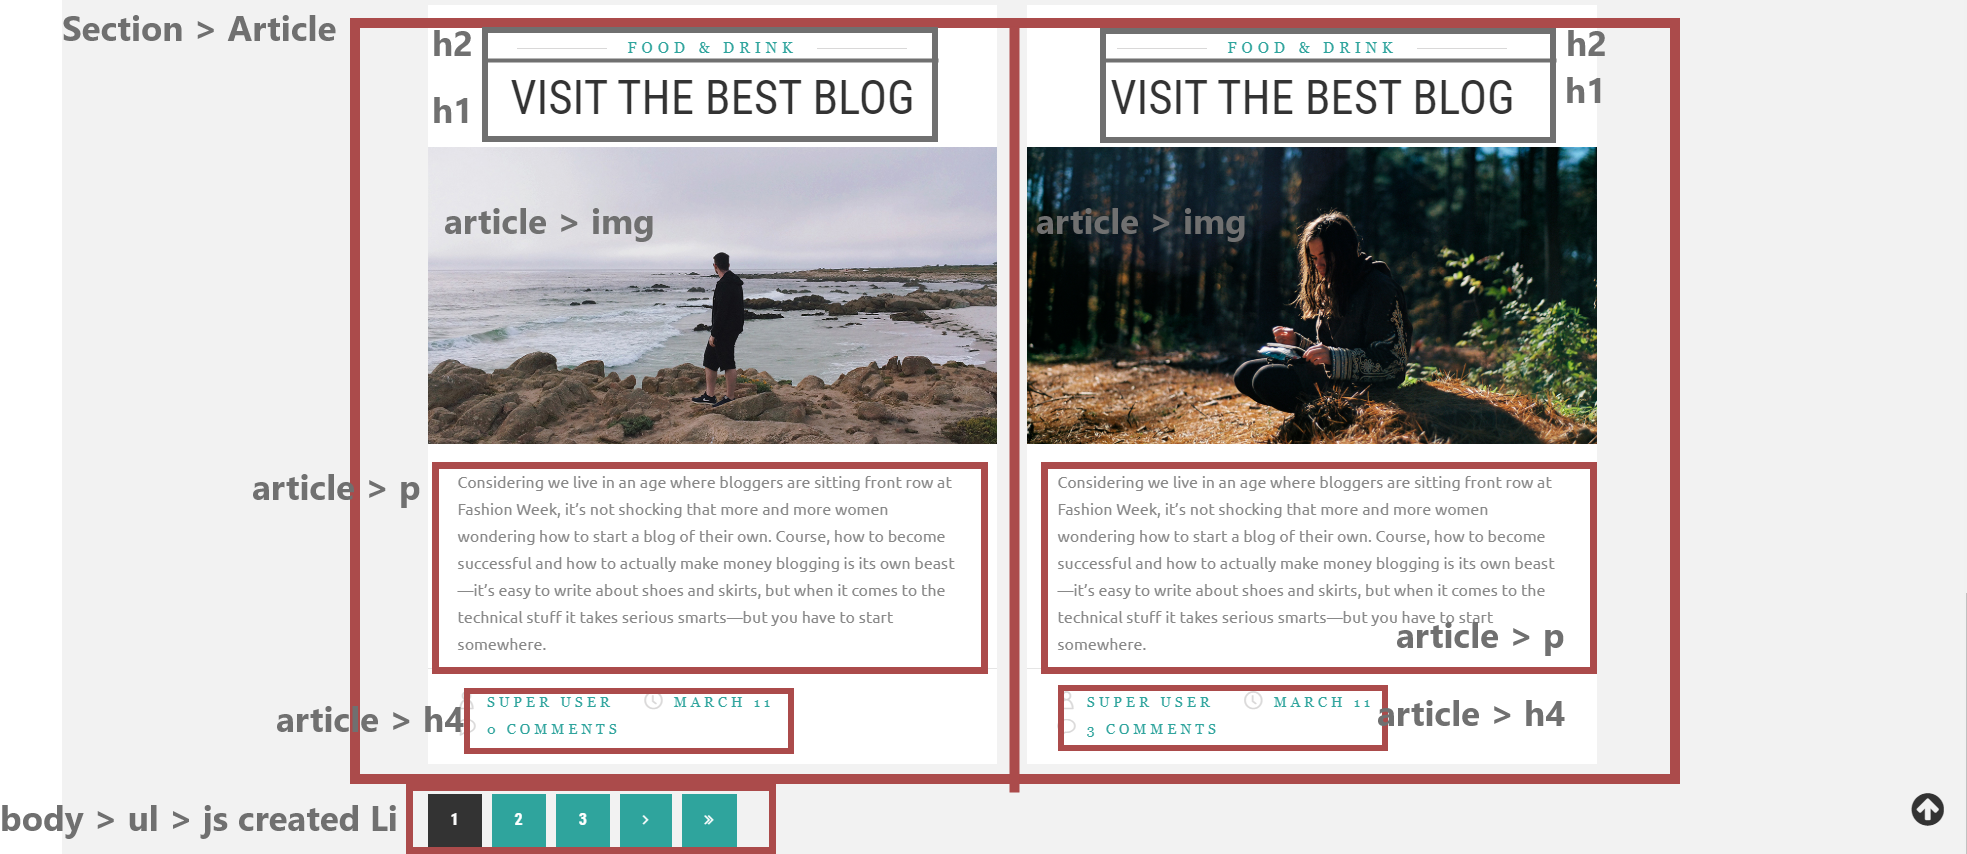 Section > Article
h2
FOOD & DRINK
h1
VISIT THE BEST BLOG
article > img
article > p
Considering we live in an age where bloggers are sitting front row at
Fashion Week, it’s not shocking that more and more women
wondering how to start a blog of their own. Course, how to become
successful and how to actually make money blogging is its own beast
—it’s easy to write about shoes and skirts, but when it comes to the
technical stuff it takes serious smarts—but you have to start
somewhere.
article > h4
SUPER USER
MARCH 11
0 COMMENTS
FOOD & DRINK
h2
VISIT THE BEST BLOG
h1
article > img
Considering we live in an age where bloggers are sitting front row at
Fashion Week, it’s not shocking that more and more women
wondering how to start a blog of their own. Course, how to become
successful and how to actually make money blogging is its own beast
—it’s easy to write about shoes and skirts, but when it comes to the
technical stuff it takes serious smarts—but you have to start
somewhere.
article > p
SUPER USER
MARCH 11
3 COMMENTS
article > h4
body > ul > js created Li
1 2 3 › »